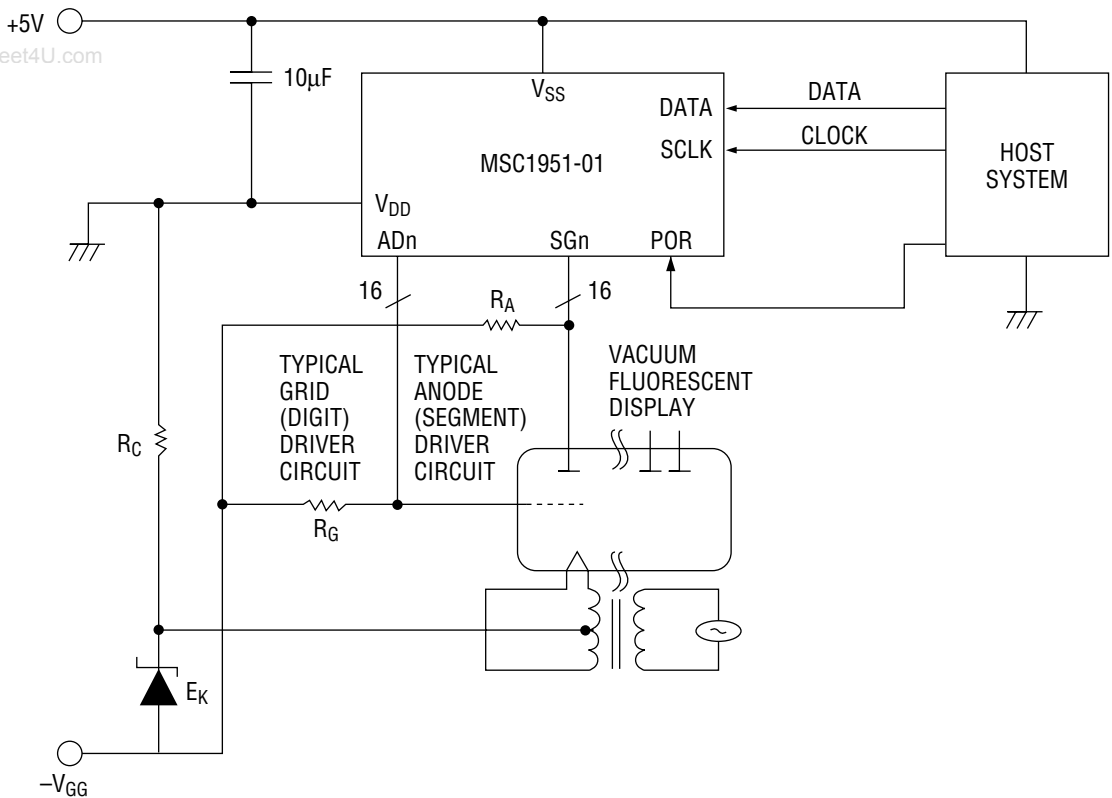 +5V
eet4U.com
10μF
VSS
DATA
SCLK
MSC1951-01
DATA
CLOCK
HOST
SYSTEM
VDD
ADn
SGn
POR
16
16
RA
TYPICAL
GRID
(DIGIT)
DRIVER
CIRCUIT
TYPICAL
ANODE
(SEGMENT)
DRIVER
CIRCUIT
VACUUM
FLUORESCENT
DISPLAY
RC
RG
EK
–VGG